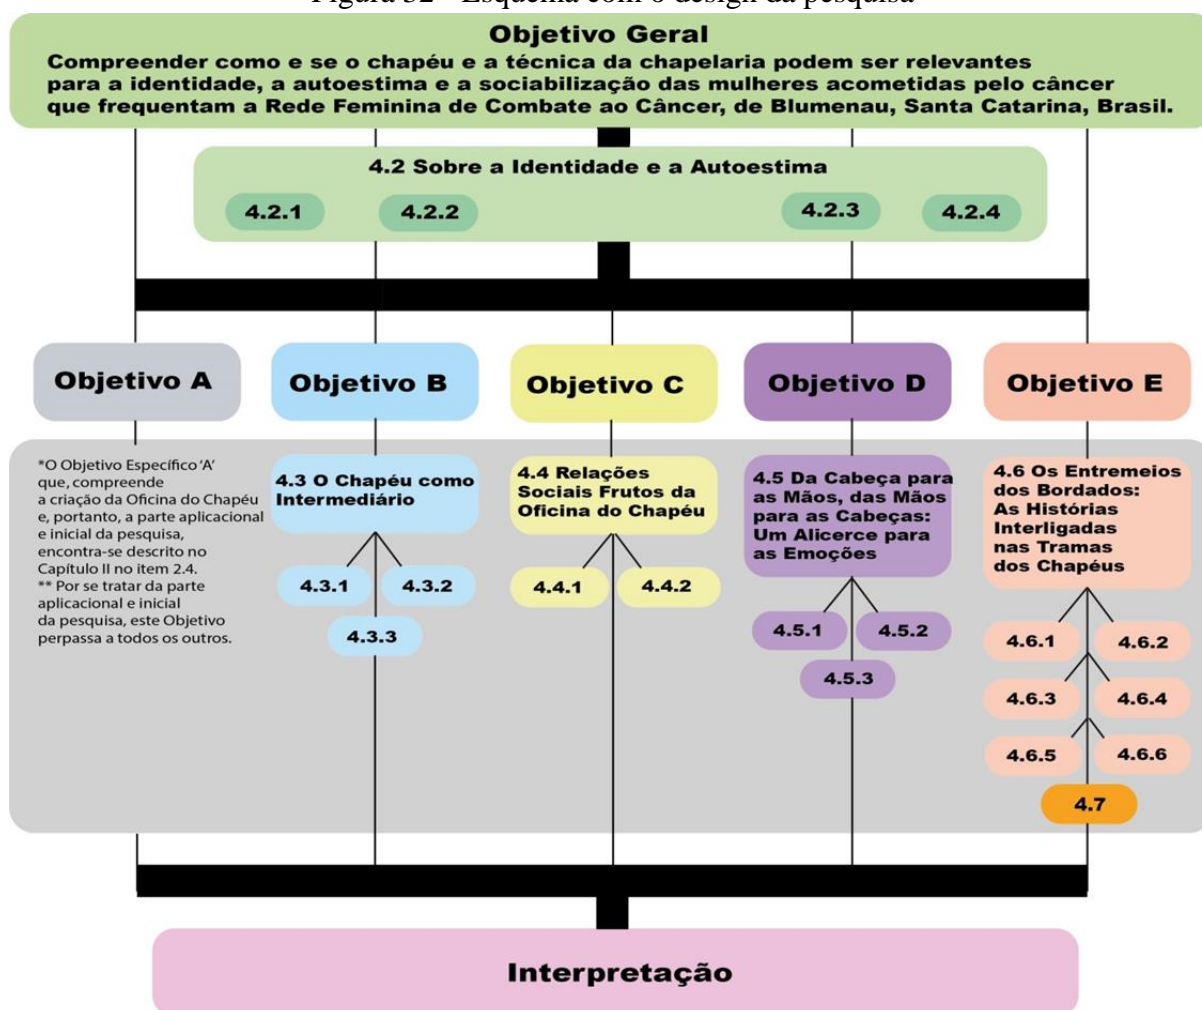 Figura 32 - Esquema com o design da pesquisa
Objetivo Geral
Compreender como e se o chapéu e a técnica da chapelaria podem ser relevantes
para a identidade, a autoestima e a sociabilização das mulheres acometidas pelo câncer
que frequentam a Rede Feminina de Combate ao Câncer, de Blumenau, Santa Catarina, Brasil.
4.2 Sobre a Identidade e a Autoestima
4.2.1
4.2.2
4.2.3
4.2.4
Objetivo A
Objetivo B
Objetivo C
Objetivo D
Objetivo E
*O Objetivo Específico 'A'
que, compreende
a criação da Oficina do Chapéu
e, portanto, a parte aplicacional
e inicial da pesquisa,
encontra-se descrito no
Capítulo II no item 2.4.
** Por se tratar da parte
aplicacional e inicial
da pesquisa, este Objetivo
perpassa a todos os outros.
4.3 O Chapéu como
Intermediário
4.3.1
4.3.2
4.3.3
4.4 Relações
Sociais Frutos da
Oficina do Chapéu
4.4.1
4.4.2
4.5 Da Cabeça para
as Mãos, das Mãos
para as Cabeças:
Um Alicerce para
as Emoções
4.5.1
4.5.2
4.5.3
4.6 Os Entremeios
dos Bordados:
As Histórias
Interligadas
nas Tramas
dos Chapéus
4.6.1
4.6.2
4.6.3
4.6.4
4.6.5
4.6.6
4.7
Interpretação